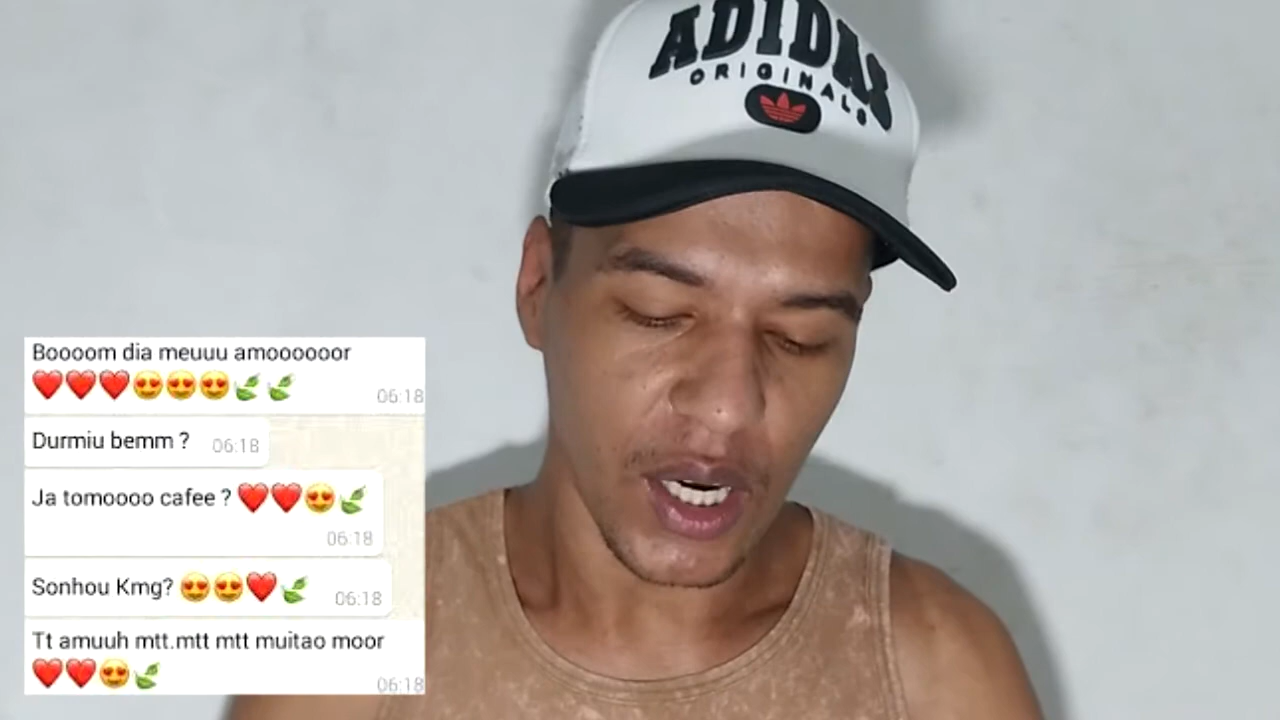 ADIDAS
ORIGINALS
Boooom dia meuuu amoooooor
❤️❤️❤️😍😍😍🍃🍃 06:18
Durmiu bemm ? 06:18
Ja tomoooo cafee ? ❤️❤️😍🍃
06:18
Sonhou Kmg? 😍😍❤️🍃 06:18
Tt amuuh mtt.mtt mtt muitao moor
❤️❤️😍🍃 06:18